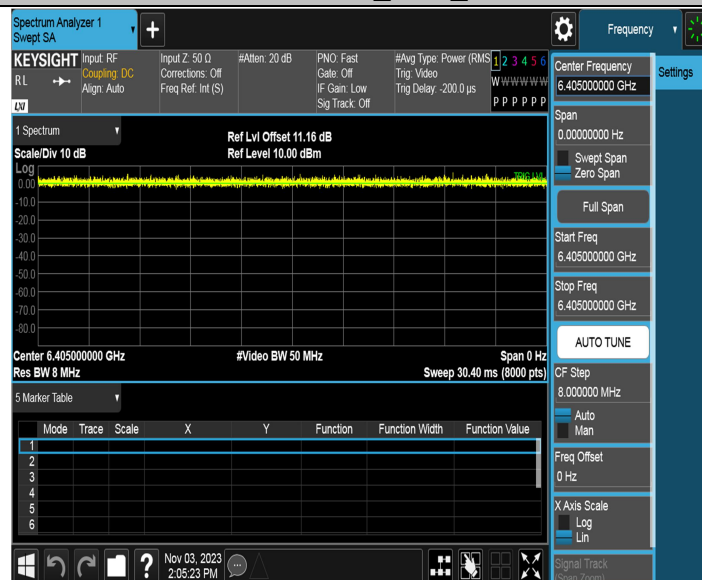 Spectrum Analyzer 1
Swept SA
+
Frequency
KEYSIGHT
RL
LXI
Input: RF
Coupling: DC
Align: Auto
Input Z: 50 Ω
Corrections: Off
Freq Ref: Int (S)
#Atten: 20 dB
PNO: Fast
Gate: Off
IF Gain: Low
Sig Track: Off
#Avg Type: Power (RMS
Trig: Video
Trig Delay: -200.0 µs
1 2 3 4 5 6
W W W W W W
P P P P P P
Center Frequency
6.405000000 GHz
Settings
Span
0.00000000 Hz
Swept Span
Zero Span
Full Span
Start Freq
6.405000000 GHz
Stop Freq
6.405000000 GHz
AUTO TUNE
CF Step
8.000000 MHz
Auto
Man
Freq Offset
0 Hz
X Axis Scale
Log
Lin
Signal Track
(Span Zoom)
1 Spectrum
Scale/Div 10 dB
Ref Lvl Offset 11.16 dB
Ref Level 10.00 dBm
Log
TRIG LVL
0.00
-10.0
-20.0
-30.0
-40.0
-50.0
-60.0
-70.0
-80.0
Center 6.405000000 GHz
#Video BW 50 MHz
Span 0 Hz
Res BW 8 MHz
Sweep 30.40 ms (8000 pts)
5 Marker Table
Mode Trace Scale X Y Function Function Width Function Value
1
2
3
4
5
6
?
Nov 03, 2023
2:05:23 PM